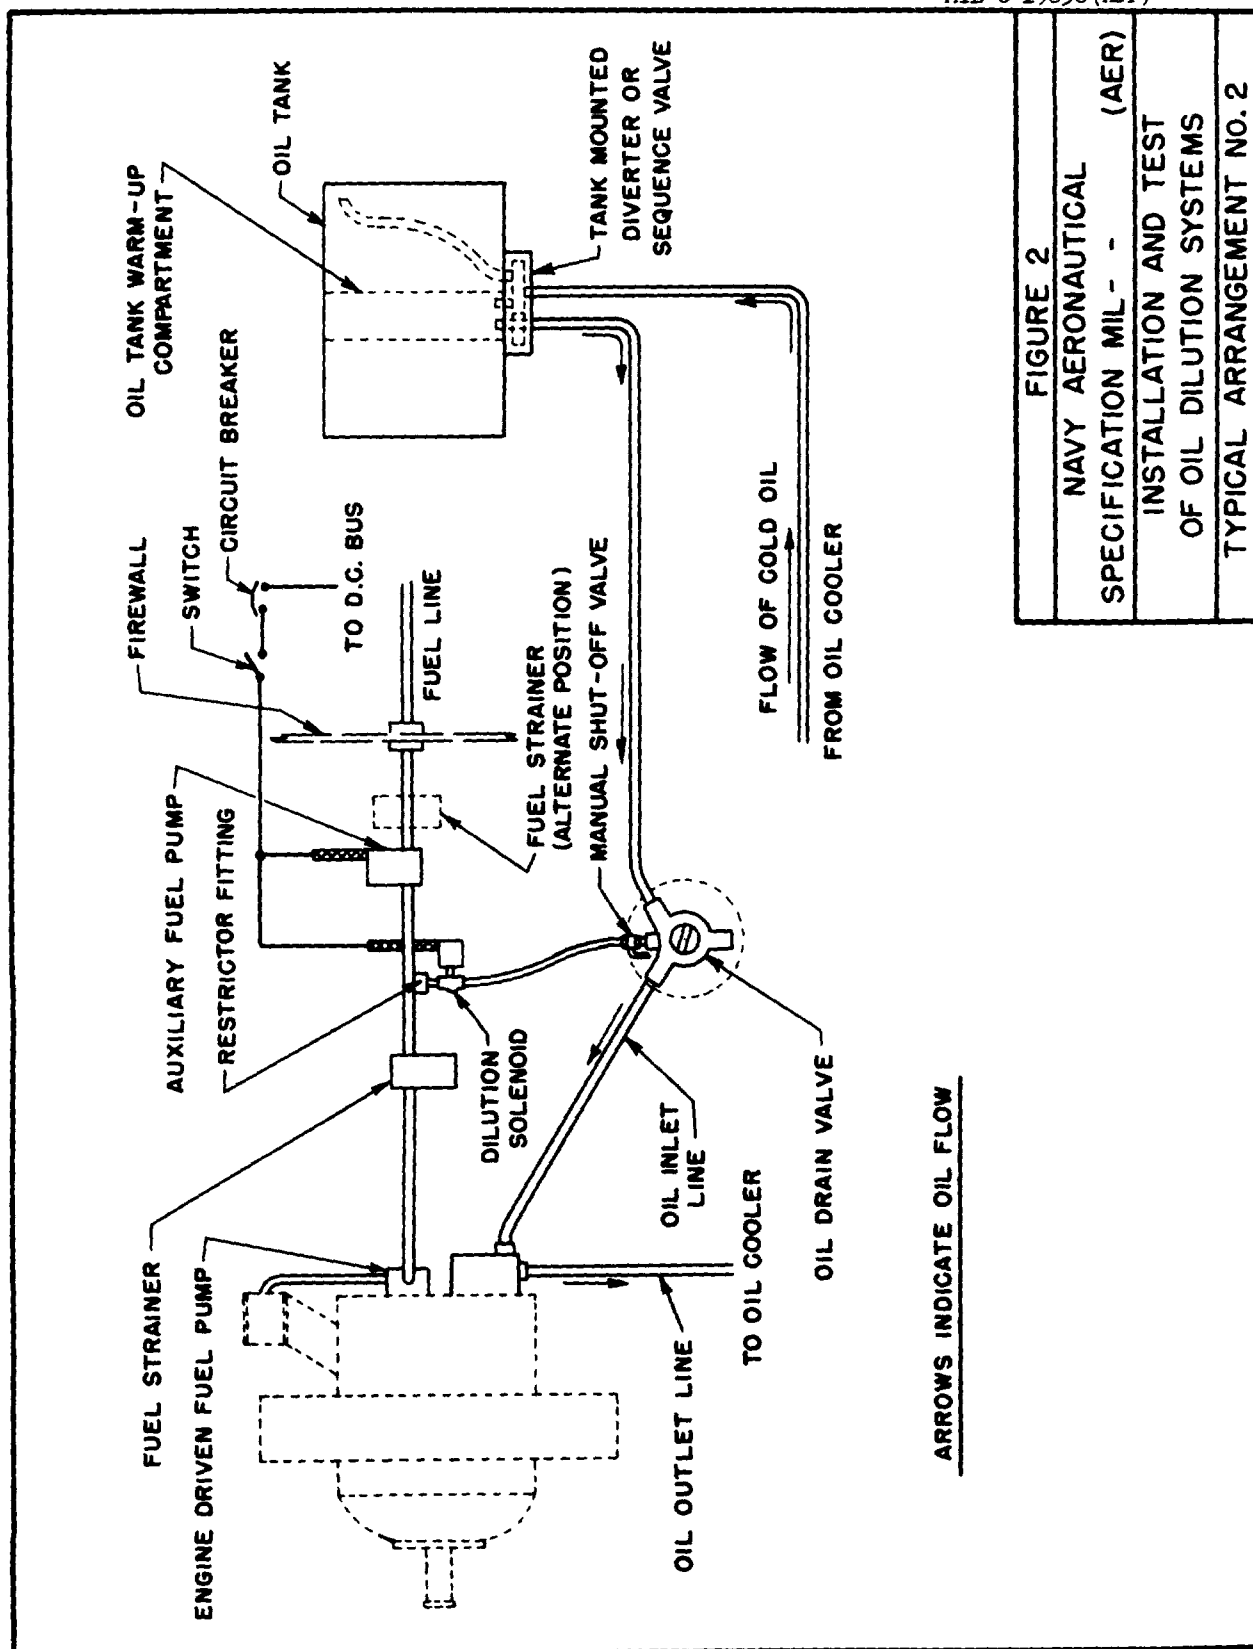 OIL TANK WARM-UP
COMPARTMENT
OIL TANK
TANK MOUNTED
DIVERTER OR
SEQUENCE VALVE
CIRCUIT BREAKER
SWITCH
FIREWALL
TO D.C. BUS
FUEL LINE
AUXILIARY FUEL PUMP
RESTRICTOR FITTING
FUEL STRAINER
(ALTERNATE POSITION)
MANUAL SHUT-OFF VALVE
FLOW OF COLD OIL
FROM OIL COOLER
FUEL STRAINER
ENGINE DRIVEN FUEL PUMP
DILUTION
SOLENOID
OIL INLET
LINE
OIL DRAIN VALVE
TO OIL COOLER
OIL OUTLET LINE
ARROWS INDICATE OIL FLOW
FIGURE 2
NAVY AERONAUTICAL
SPECIFICATION MIL - - (AER)
INSTALLATION AND TEST
OF OIL DILUTION SYSTEMS
TYPICAL ARRANGEMENT NO. 2